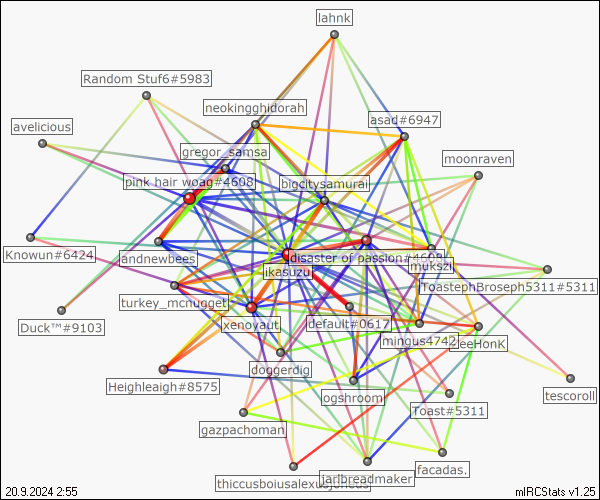 lahnk
Random Stuf6#5983
neokingghidorah
asad#6947
avelicious
gregor_samsa
moonraven
pink hair woag#4608
bigcitysamurai
Knowun#6424
andnewbees
disaster of passion#4608
mukszi
ikasuzu
ToastephBroseph5311#5311
turkey_mcnugget
Duck™#9103
xenoyaut
default#0617
mingus4742
LeeHonK
doggerdig
Heighleaigh#8575
ogshroom
tescoroll
Toast#5311
gazpachoman
jarlbreadmaker
facadas.
20.9.2024 2:55
mIRCStats v1.25